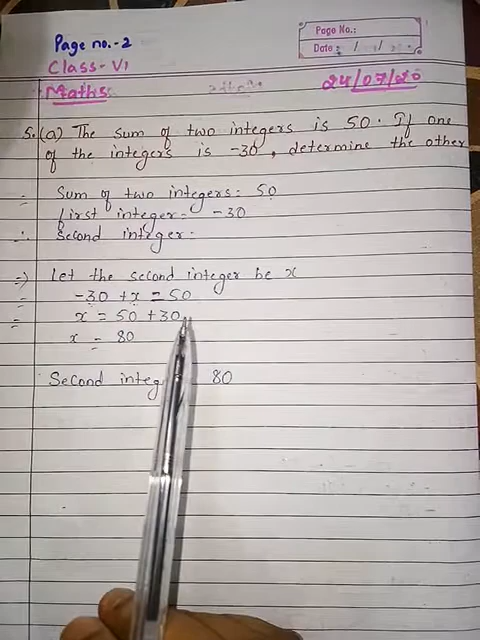 Page no.-2
Page No.:
Date : / /
Class - VI
Maths
24/07/20
5. (a) The sum of two integers is 50. If one
of the integers is -30, determine the other
= Sum of two integers = 50
first integer = -30
∴ Second integer =
=) Let the second integer be x
= -30 + x = 50
= x = 50 + 30
x = 80
Second integ 80